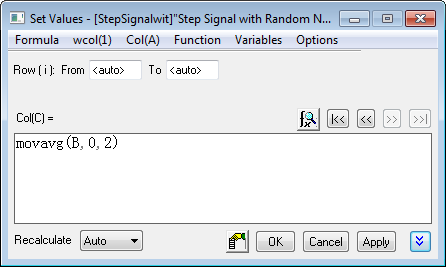 Set Values - [StepSignalwit]"Step Signal with Random N...
Formula wcol(1) Col(A) Function Variables Options
Row ( i ): From <auto> To <auto>
Col(C) = |<< << >> >>|
movavg(B,0,2)
Recalculate Auto OK Cancel Apply